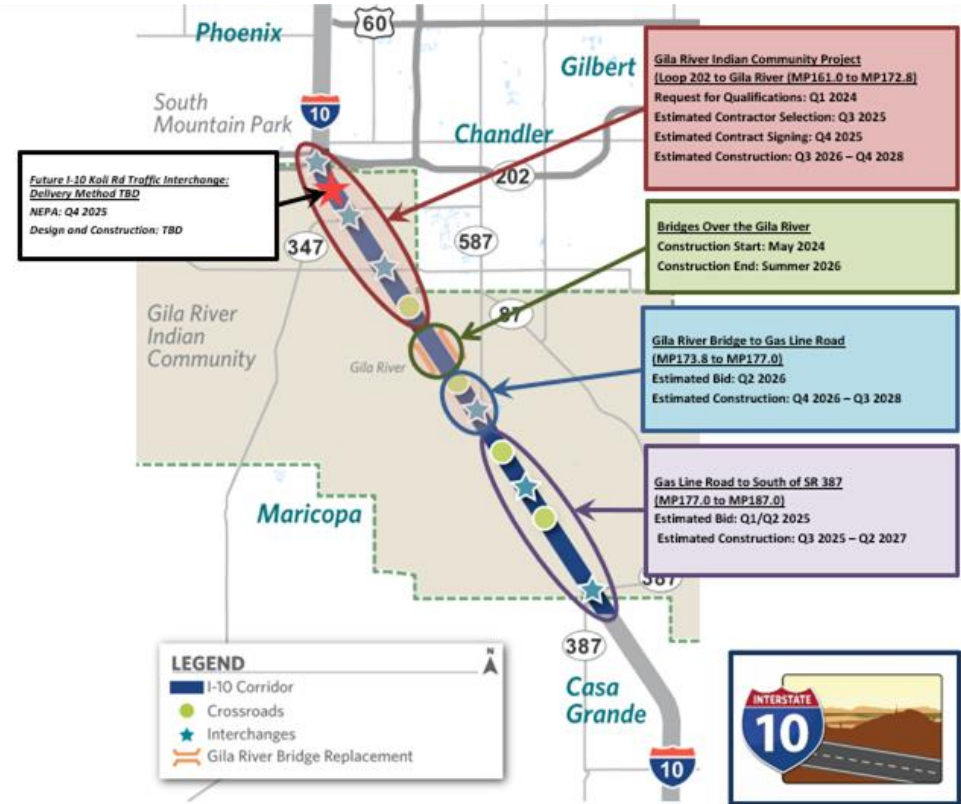 Phoenix
60
Gilbert
South
Mountain Park
10
Chandler
202
347
587
Gila River
Indian
Community
87
Gila River
Maricopa
387
387
Casa
Grande
10
Future I-10 Koli Rd Traffic Interchange:
Delivery Method TBD
NEPA: Q4 2025
Design and Construction: TBD
Gila River Indian Community Project
(Loop 202 to Gila River (MP161.0 to MP172.8)
Request for Qualifications: Q1 2024
Estimated Contractor Selection: Q3 2025
Estimated Contract Signing: Q4 2025
Estimated Construction: Q3 2026 – Q4 2028
Bridges Over the Gila River
Construction Start: May 2024
Construction End: Summer 2026
Gila River Bridge to Gas Line Road
(MP173.8 to MP177.0)
Estimated Bid: Q2 2026
Estimated Construction: Q4 2026 – Q3 2028
Gas Line Road to South of SR 387
(MP177.0 to MP187.0)
Estimated Bid: Q1/Q2 2025
Estimated Construction: Q3 2025 – Q2 2027
LEGEND
N
I-10 Corridor
Crossroads
Interchanges
Gila River Bridge Replacement
INTERSTATE
10